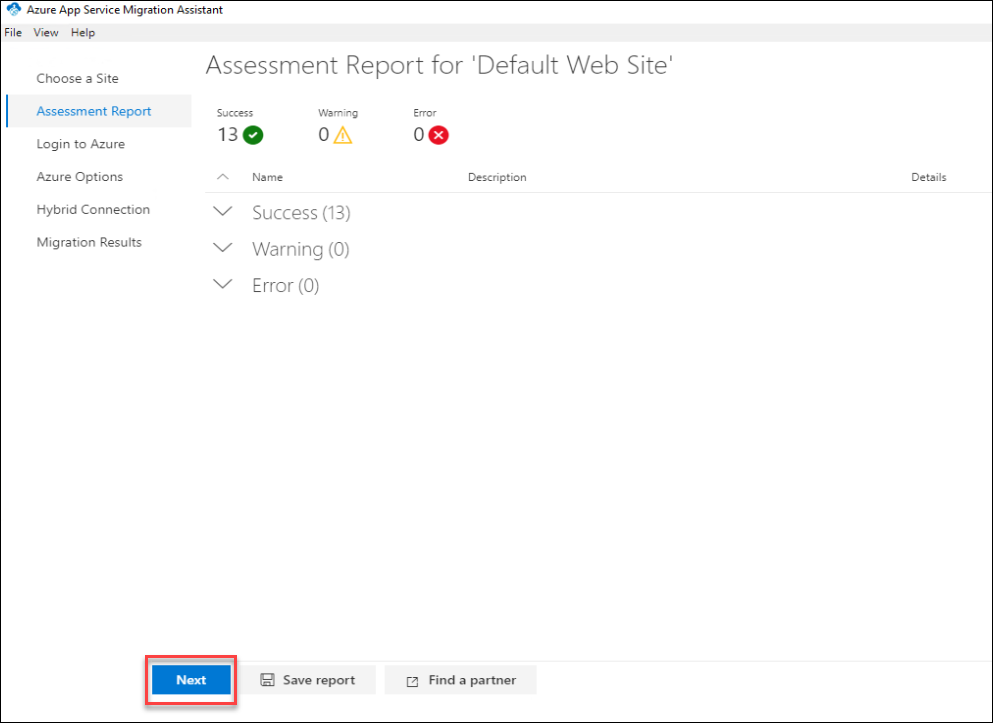 Azure App Service Migration Assistant
File View Help
Choose a Site
Assessment Report
Login to Azure
Azure Options
Hybrid Connection
Migration Results
Assessment Report for 'Default Web Site'
Success Warning Error
13 0 0
Name Description Details
Success (13)
Warning (0)
Error (0)
Next Save report Find a partner